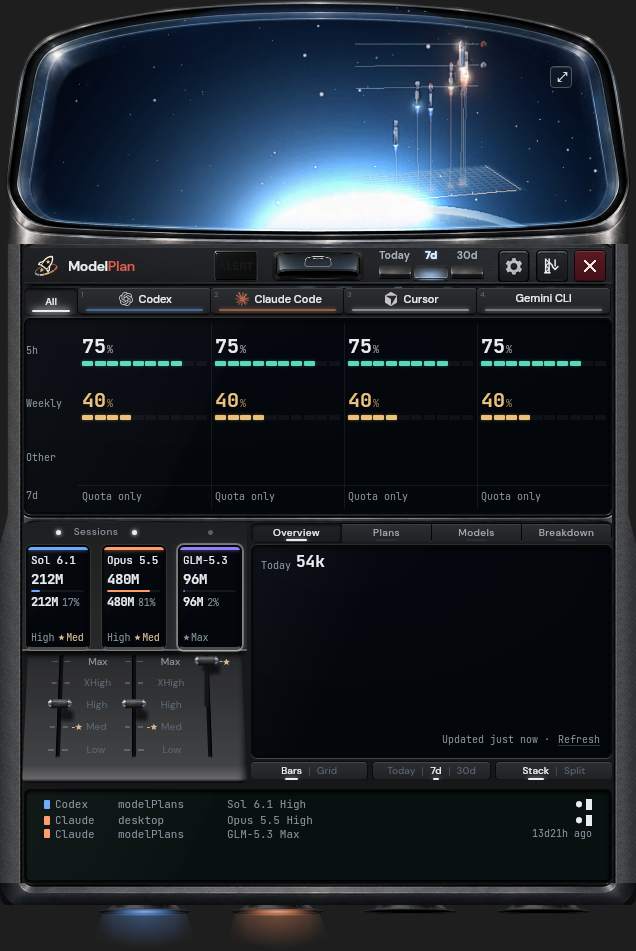 ModelPlan
ALERT
Today 7d 30d
All
1 Codex
2 Claude Code
3 Cursor
4 Gemini CLI
5h 75% 75% 75% 75%
Weekly 40% 40% 40% 40%
Other
7d Quota only Quota only Quota only Quota only
Sessions
Overview Plans Models Breakdown
Sol 6.1 Opus 5.5 GLM-5.3
212M 480M 96M
212M 17% 480M 81% 96M 2%
High ★Med High ★Med ★Max
Today 54k
Max Max ★
XHigh XHigh
High High
★ Med ★ Med
Low Low
Updated just now · Refresh
Bars | Grid Today | 7d | 30d Stack | Split
Codex modelPlans Sol 6.1 High
Claude desktop Opus 5.5 High
Claude modelPlans GLM-5.3 Max 13d21h ago